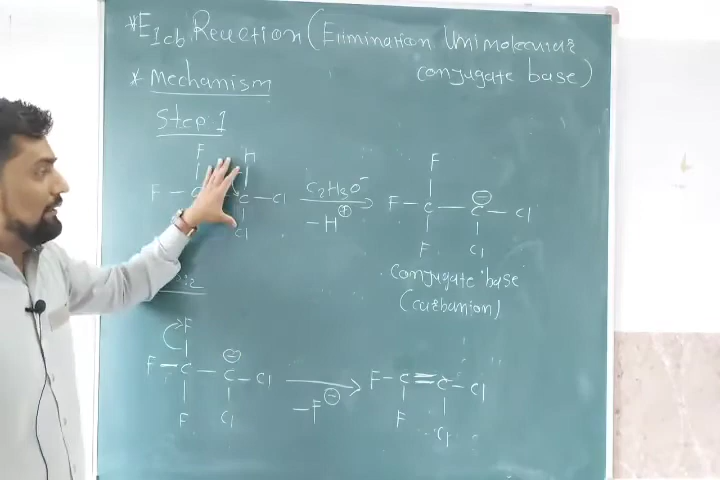 *E1cb Reaction (Elimination Unimolecular
conjugate base)
* Mechanism
Step 1
F H F
F – C – Cl C2H5O⁻ F – C – C – Cl
– H⊕
Cl F Cl
conjugate base
(carbanion)
F
F – C – C – Cl – F⊖ F – C = C – Cl
F Cl F Cl